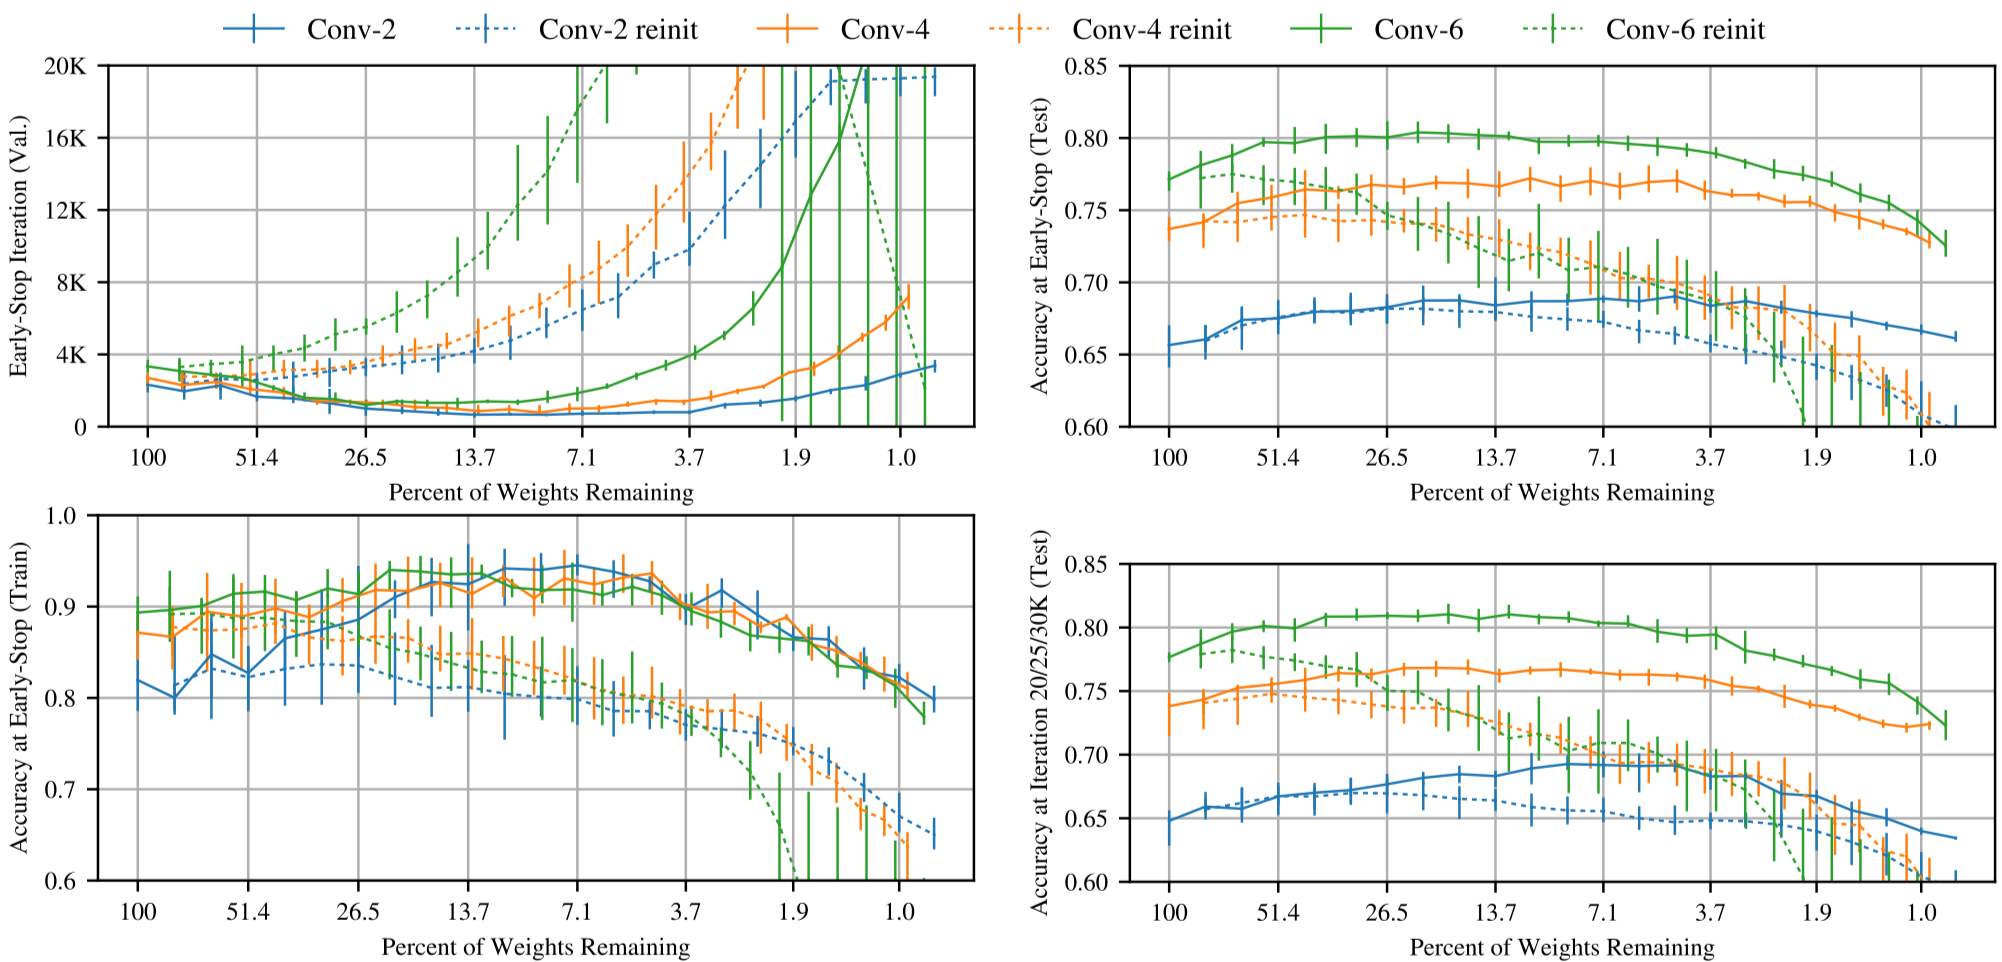 Conv-2 Conv-2 reinit Conv-4 Conv-4 reinit Conv-6 Conv-6 reinit
Early-Stop Iteration (Val.)
20K
16K
12K
8K
4K
0
100 51.4 26.5 13.7 7.1 3.7 1.9 1.0
Percent of Weights Remaining
Accuracy at Early-Stop (Test)
0.85
0.80
0.75
0.70
0.65
0.60
100 51.4 26.5 13.7 7.1 3.7 1.9 1.0
Percent of Weights Remaining
Accuracy at Early-Stop (Train)
1.0
0.9
0.8
0.7
0.6
100 51.4 26.5 13.7 7.1 3.7 1.9 1.0
Percent of Weights Remaining
Accuracy at Iteration 20/25/30K (Test)
0.85
0.80
0.75
0.70
0.65
0.60
100 51.4 26.5 13.7 7.1 3.7 1.9 1.0
Percent of Weights Remaining